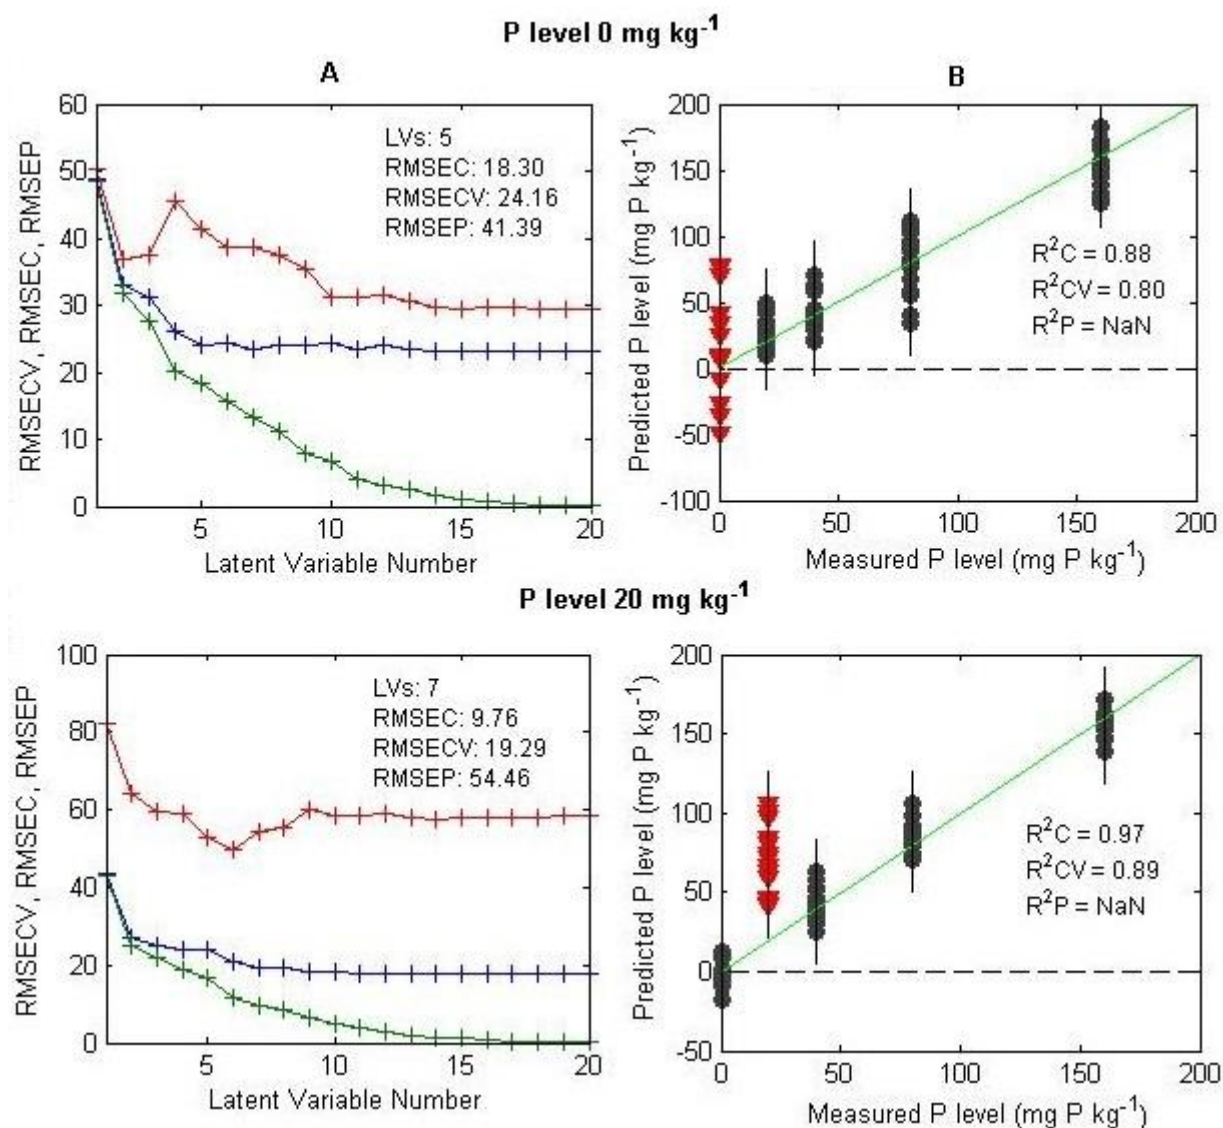 P level 0 mg kg⁻¹
A
B
RMSECV, RMSEC, RMSEP
60
50
40
30
20
10
0
LVs: 5
RMSEC: 18.30
RMSECV: 24.16
RMSEP: 41.39
5
10
15
20
Latent Variable Number
Predicted P level (mg P kg⁻¹)
200
150
100
50
0
-50
-100
R²C = 0.88
R²CV = 0.80
R²P = NaN
0
50
100
150
200
Measured P level (mg P kg⁻¹)
P level 20 mg kg⁻¹
RMSECV, RMSEC, RMSEP
100
80
60
40
20
0
LVs: 7
RMSEC: 9.76
RMSECV: 19.29
RMSEP: 54.46
5
10
15
20
Latent Variable Number
Predicted P level (mg P kg⁻¹)
200
150
100
50
0
-50
R²C = 0.97
R²CV = 0.89
R²P = NaN
0
50
100
150
200
Measured P level (mg P kg⁻¹)